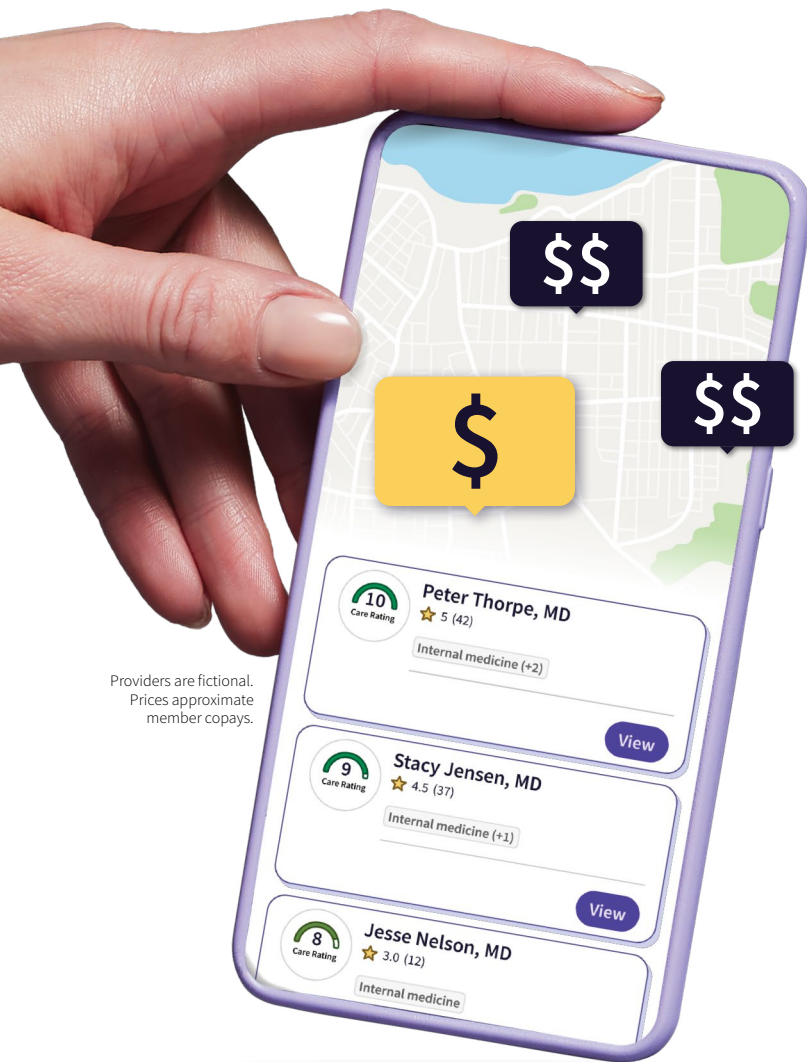 $$
$$
$
10
Care Rating
Peter Thorpe, MD
5 (42)
Internal medicine (+2)
View
Providers are fictional.
Prices approximate
member copays.
9
Care Rating
Stacy Jensen, MD
4.5 (37)
Internal medicine (+1)
View
8
Care Rating
Jesse Nelson, MD
3.0 (12)
Internal medicine